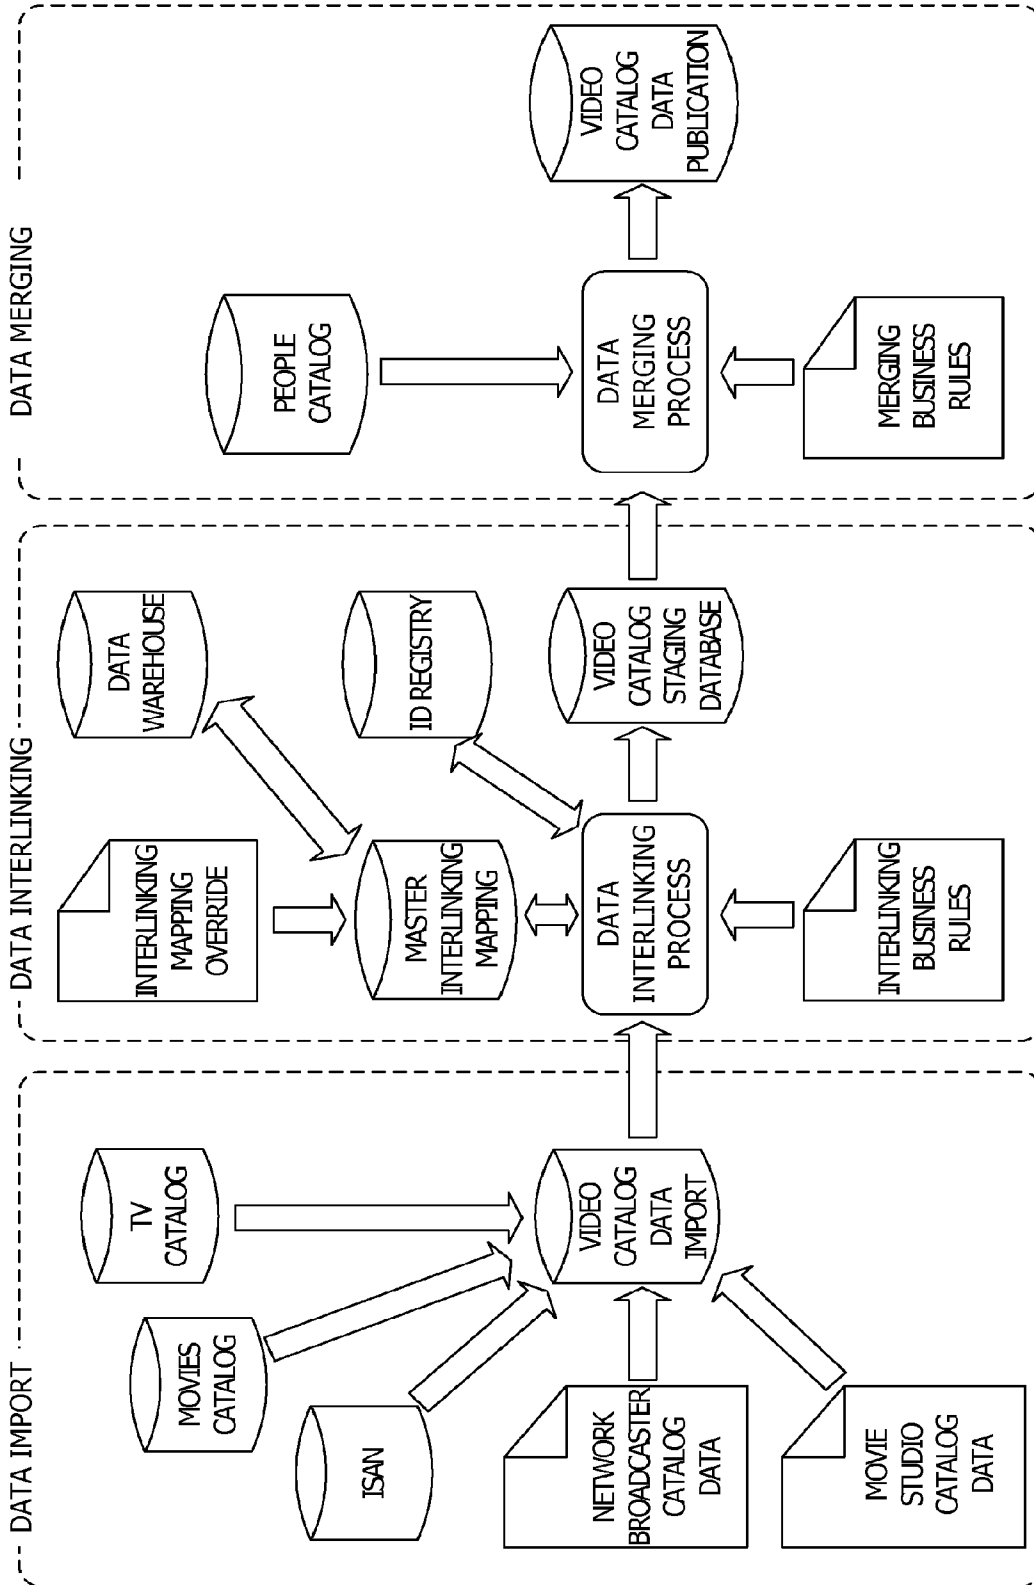 DATA IMPORT
TV
CATALOG
MOVIES
CATALOG
ISAN
NETWORK
BROADCASTER
CATALOG
DATA
MOVIE
STUDIO
CATALOG
DATA
VIDEO
CATALOG
DATA
IMPORT
DATA INTERLINKING
INTERLINKING
MAPPING
OVERRIDE
DATA
WAREHOUSE
MASTER
INTERLINKING
MAPPING
ID REGISTRY
DATA
INTERLINKING
PROCESS
VIDEO
CATALOG
STAGING
DATABASE
INTERLINKING
BUSINESS
RULES
DATA MERGING
PEOPLE
CATALOG
DATA
MERGING
PROCESS
VIDEO
CATALOG
DATA
PUBLICATION
MERGING
BUSINESS
RULES